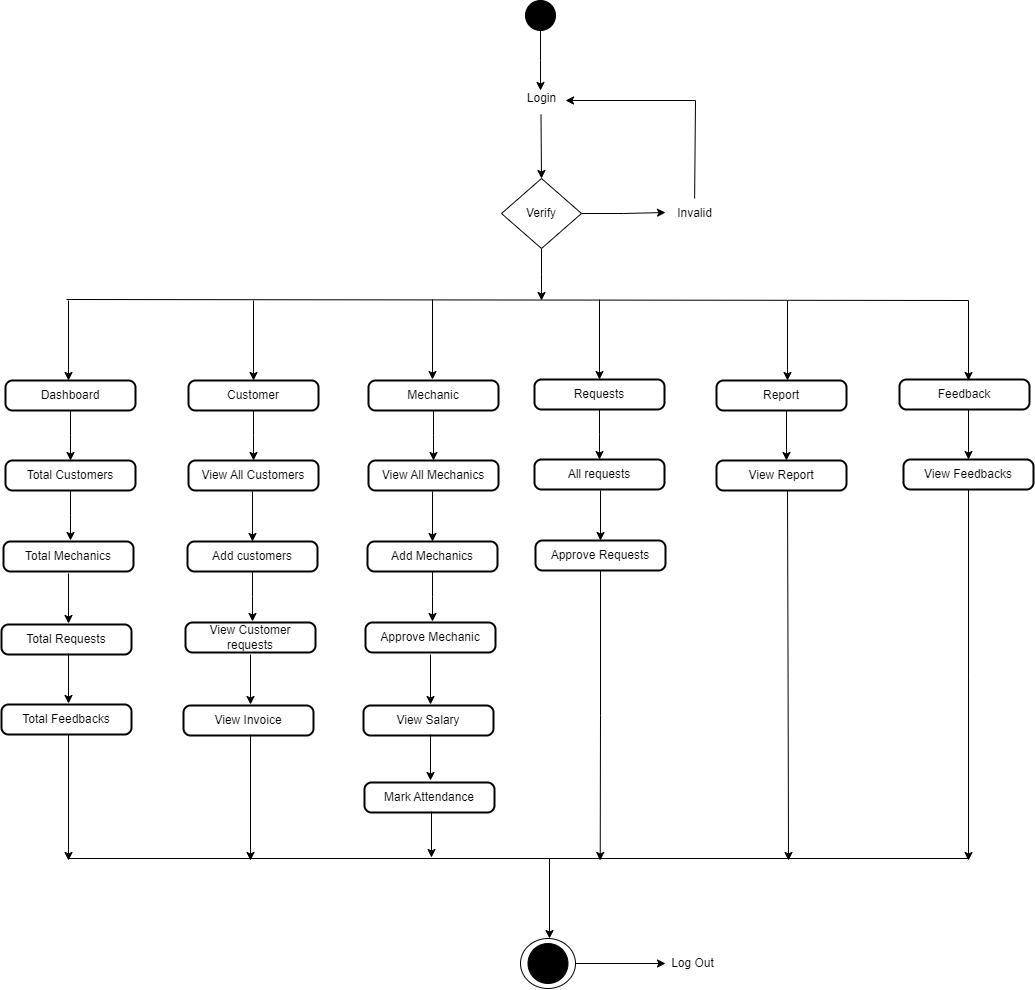 Login
Verify
Invalid
Dashboard
Customer
Mechanic
Requests
Report
Feedback
Total Customers
View All Customers
View All Mechanics
All requests
View Report
View Feedbacks
Total Mechanics
Add customers
Add Mechanics
Approve Requests
Total Requests
View Customer
requests
Approve Mechanic
Total Feedbacks
View Invoice
View Salary
Mark Attendance
Log Out